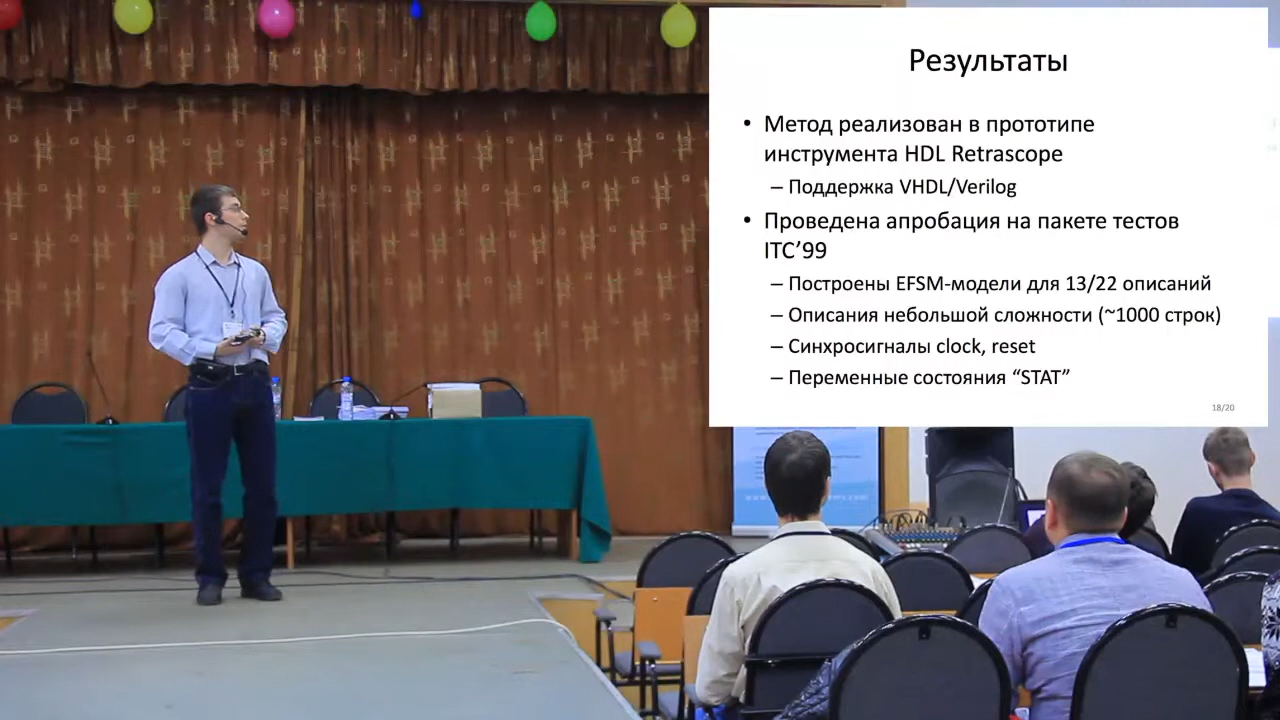 Результаты
• Метод реализован в прототипе
инструмента HDL Retrascope
– Поддержка VHDL/Verilog
• Проведена апробация на пакете тестов
ITC’99
– Построены EFSM-модели для 13/22 описаний
– Описания небольшой сложности (~1000 строк)
– Синхросигналы clock, reset
– Переменные состояния “STAT”
18/20